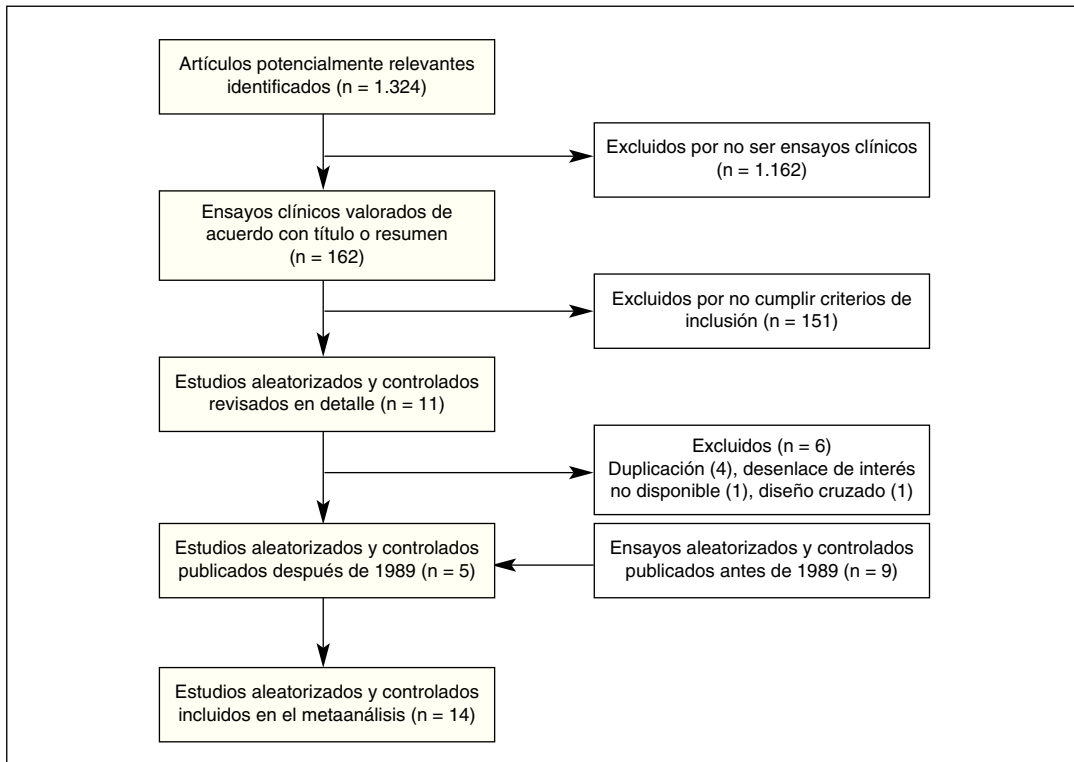 Artículos potencialmente relevantes
identificados (n = 1.324)
Excluidos por no ser ensayos clínicos
(n = 1.162)
Ensayos clínicos valorados de
acuerdo con título o resumen
(n = 162)
Excluidos por no cumplir criterios de
inclusión (n = 151)
Estudios aleatorizados y controlados
revisados en detalle (n = 11)
Excluidos (n = 6)
Duplicación (4), desenlace de interés
no disponible (1), diseño cruzado (1)
Estudios aleatorizados y controlados
publicados después de 1989 (n = 5)
Ensayos aleatorizados y controlados
publicados antes de 1989 (n = 9)
Estudios aleatorizados y controlados
incluidos en el metaanálisis (n = 14)